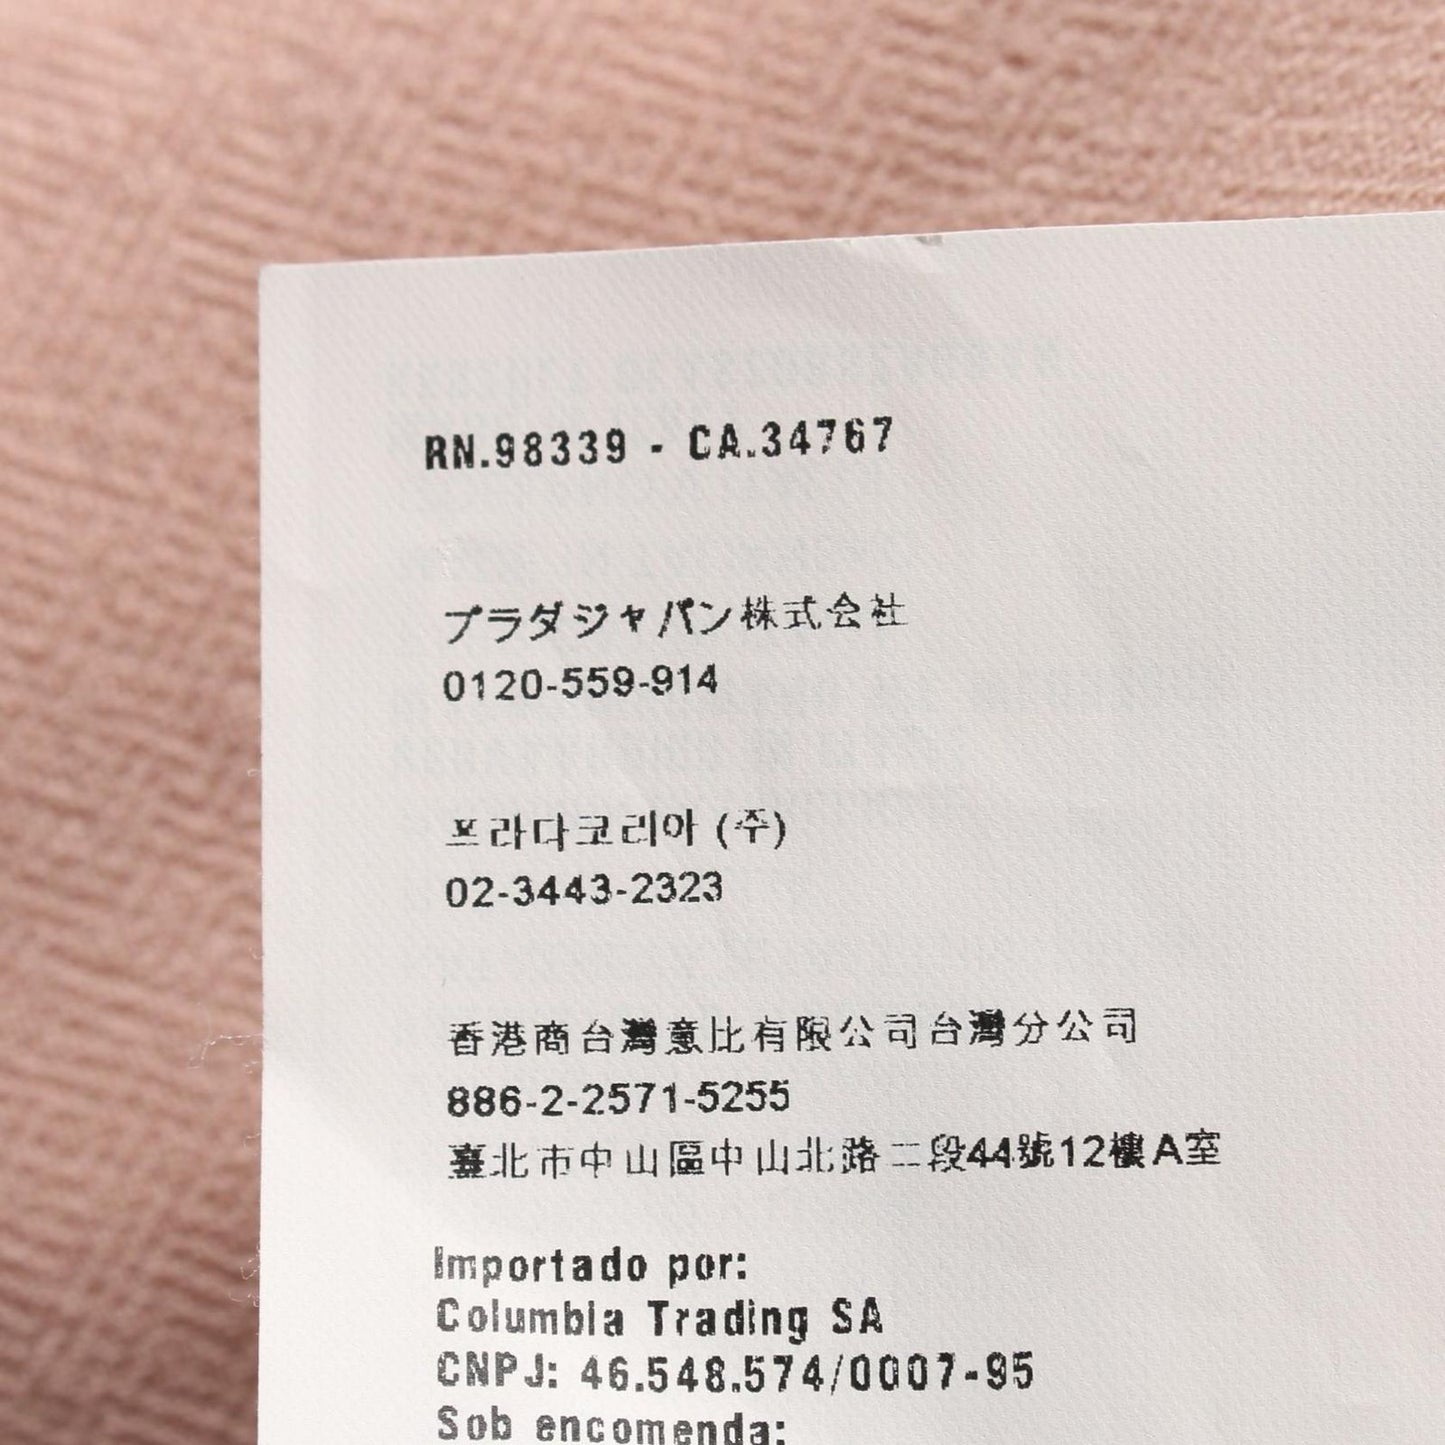 RN.98339 - CA.34767
プラダジャパン株式会社
0120-559-914
프라다코리아 (주)
02-3443-2323
香港商台灣意比有限公司台灣分公司
886-2-2571-5255
臺北市中山區中山北路二段44號12樓A室
Importado por:
Columbia Trading SA
CNPJ: 46.548.574/0007-95
Sob encomenda: